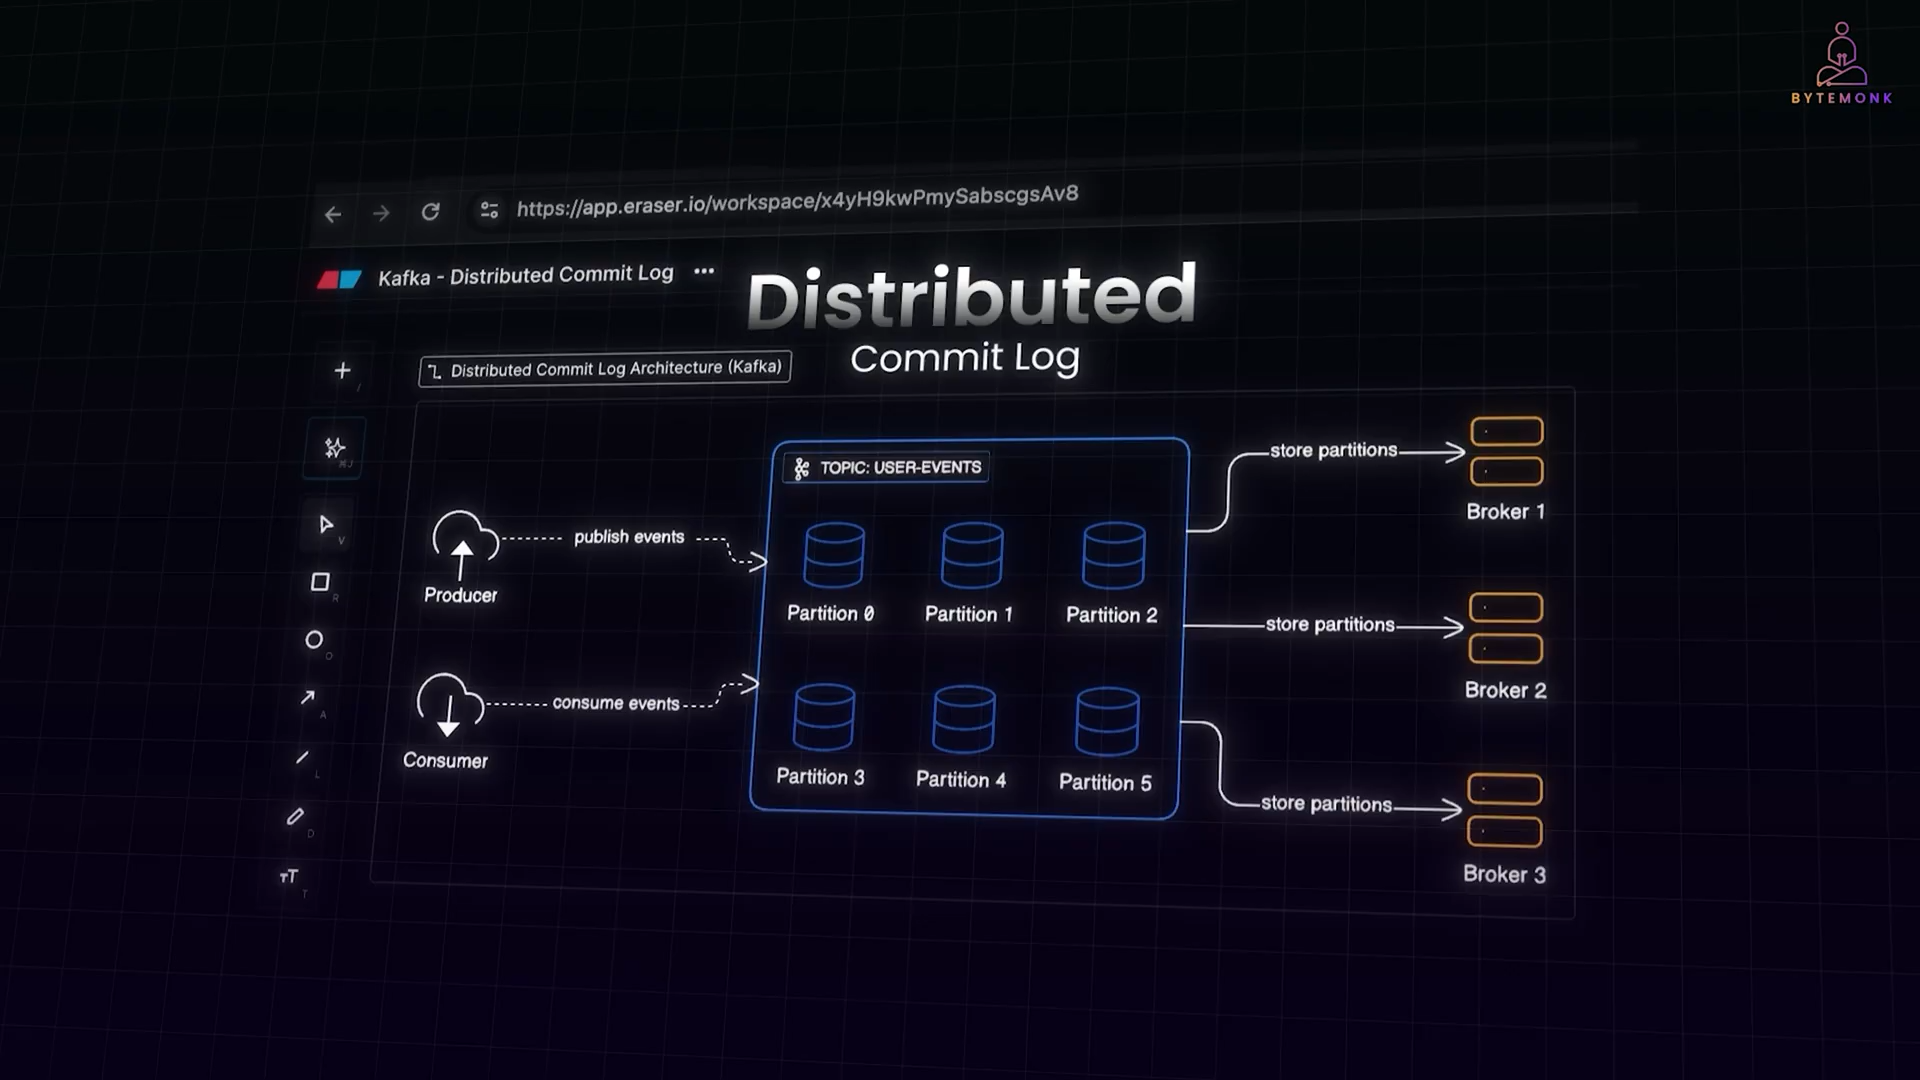 BYTEMONK
https://app.eraser.io/workspace/x4yH9kwPmySabscgsAv8
Kafka - Distributed Commit Log ...
Distributed
Commit Log
Distributed Commit Log Architecture (Kafka)
TOPIC: USER-EVENTS
publish events
Producer
consume events
Consumer
Partition 0
Partition 1
Partition 2
Partition 3
Partition 4
Partition 5
store partitions
Broker 1
store partitions
Broker 2
store partitions
Broker 3
/
⌘J
V
R
O
A
L
D
TT
T